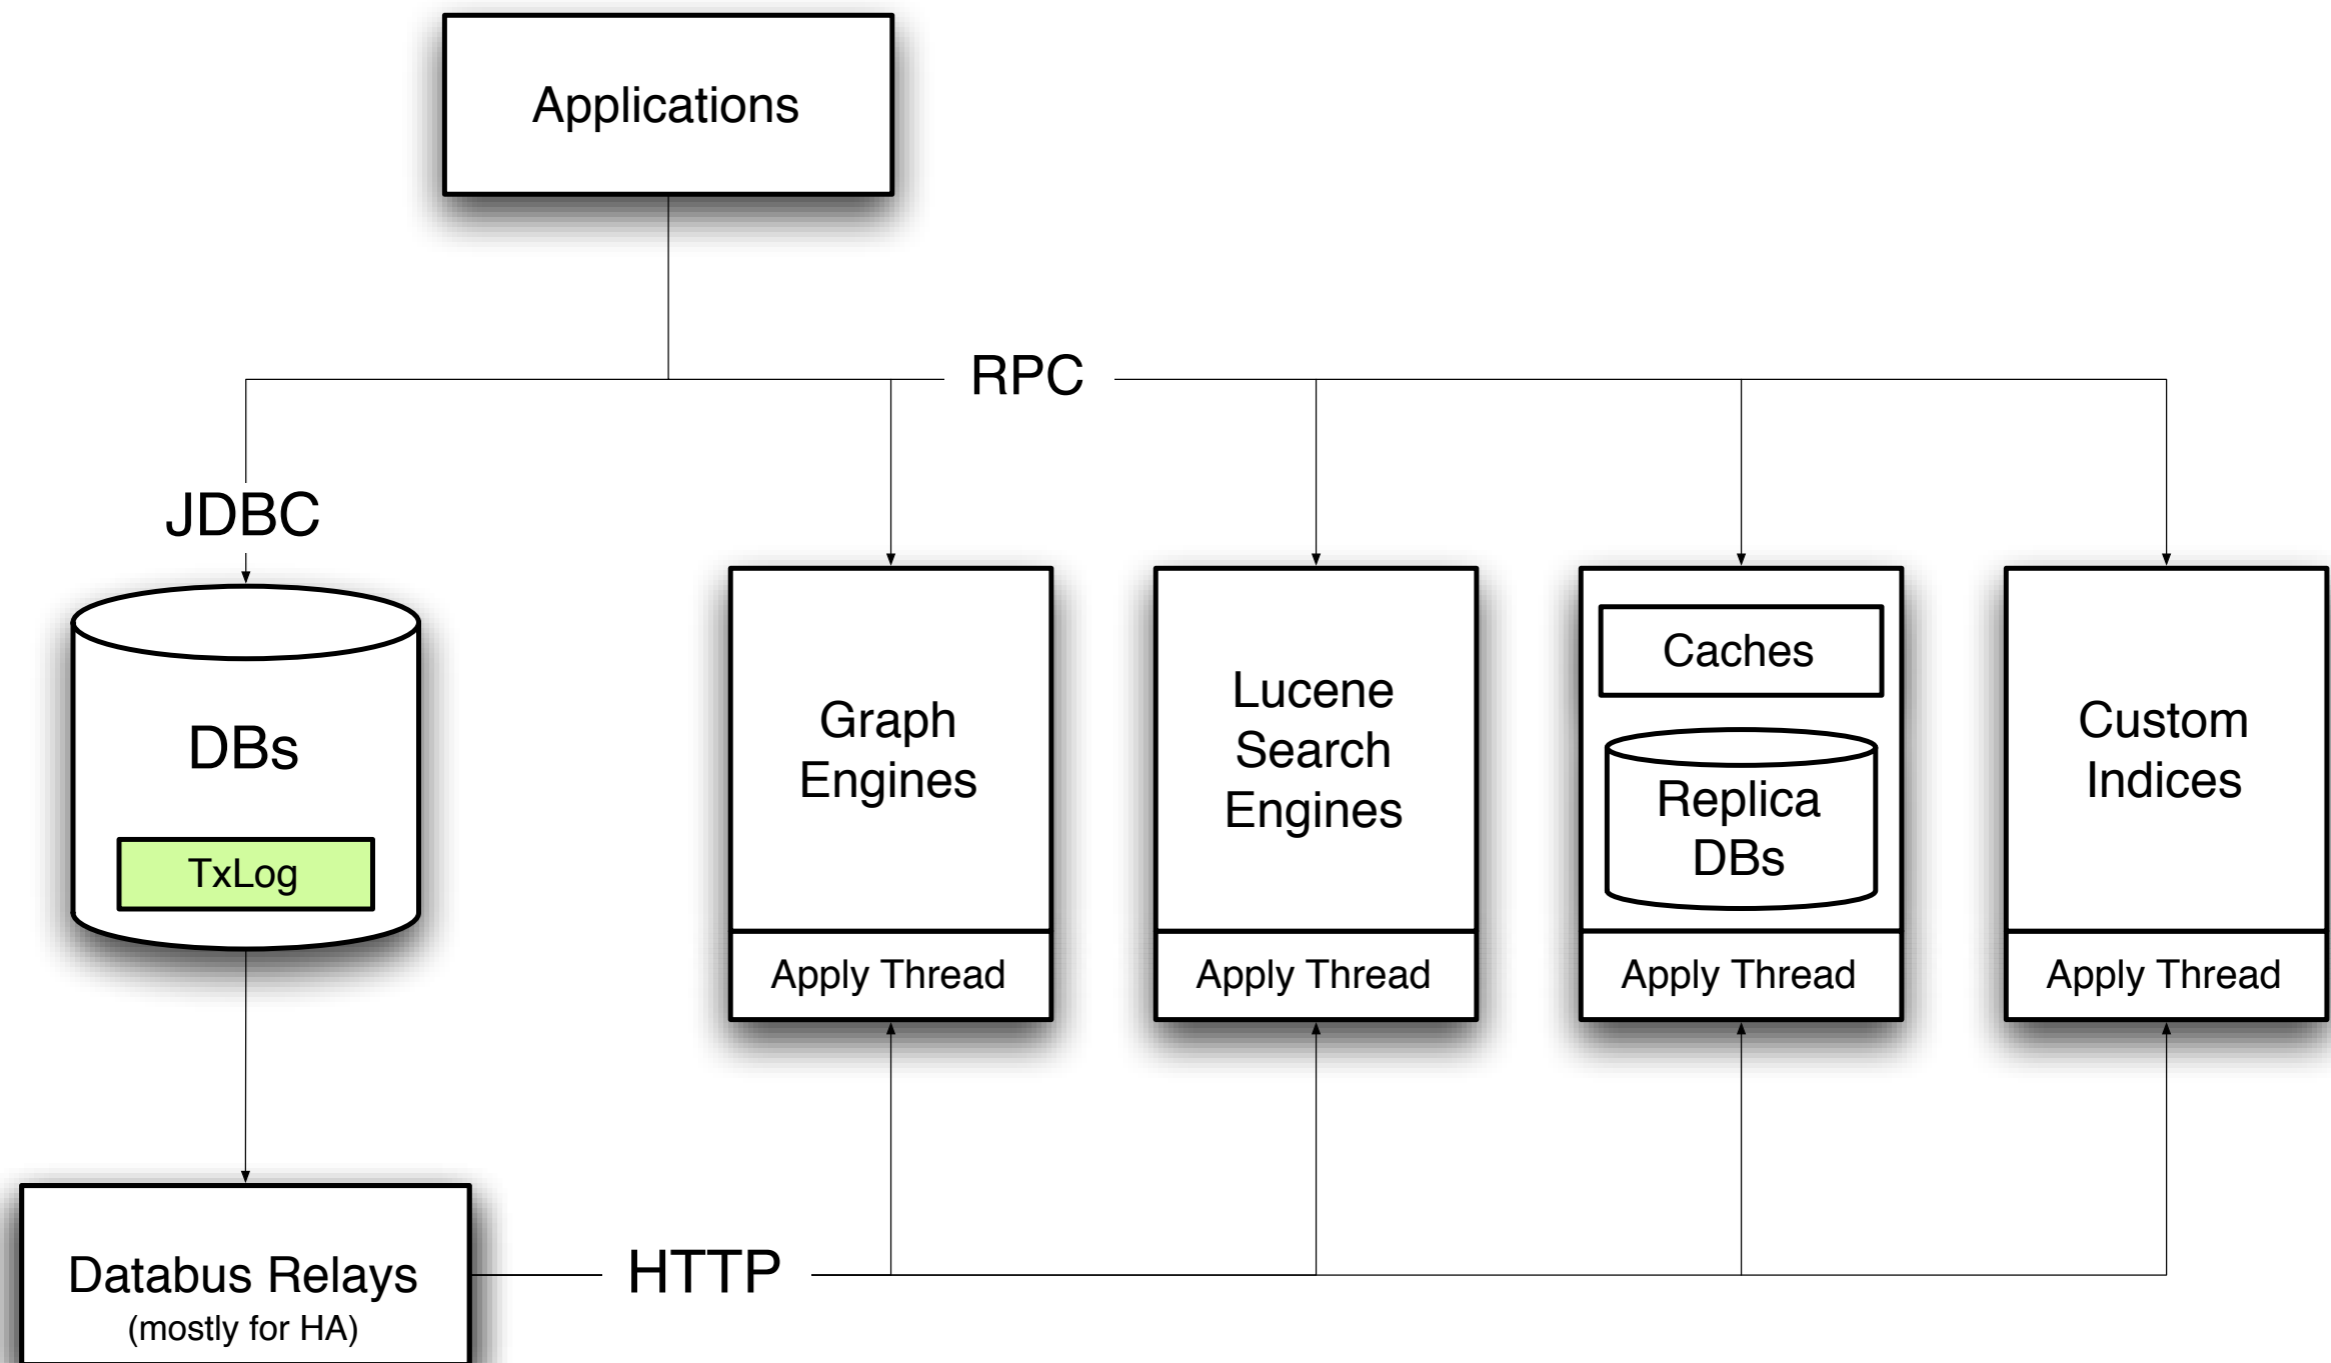 Applications
RPC
JDBC
DBs
TxLog
Graph
Engines
Apply Thread
Lucene
Search
Engines
Apply Thread
Caches
Replica
DBs
Apply Thread
Custom
Indices
Apply Thread
Databus Relays
(mostly for HA)
HTTP